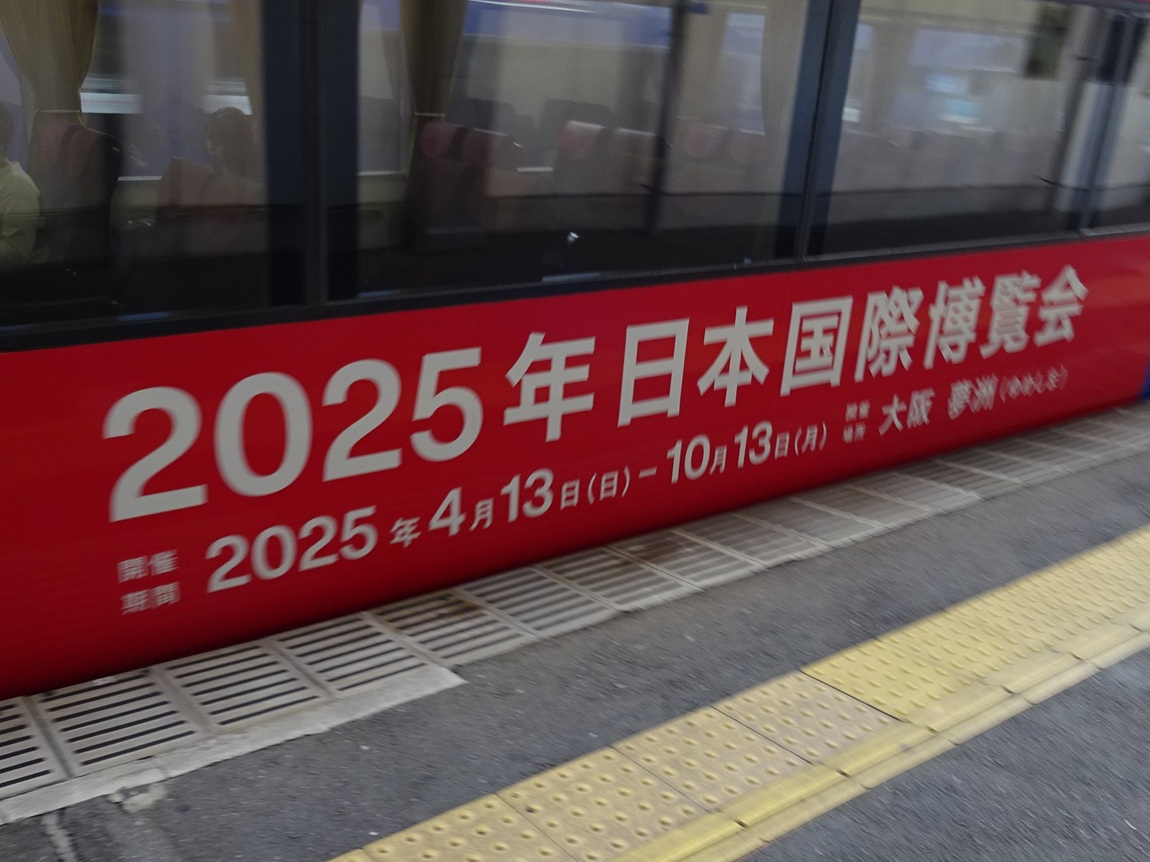 2025年日本国際博覧会
開催期間 2025年4月13日(日)−10月13日(月) 開催場所 大阪 夢洲(ゆめしま)